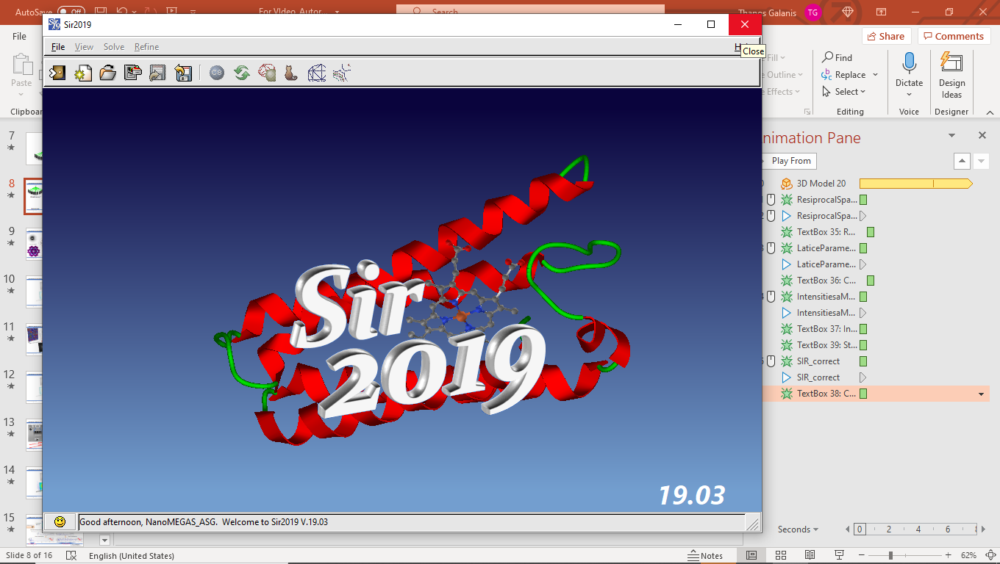 AutoSave Off
For Video_Autor...
Search
Thanos Galanis TG
Sir2019
File
Share
Comments
File View Solve Refine
Close
Paste
Clipboar
Fill
Outline
Effects
Find
Replace
Select
Editing
Dictate
Voice
Design
Ideas
Designer
7
8
9
10
11
12
13
14
15
nimation Pane
Play From
3D Model 20
ResiprocalSpa...
ResiprocalSpa...
TextBox 35: R...
LaticeParame...
LaticeParame...
TextBox 36: C...
IntensitiesaM...
IntensitiesaM...
TextBox 37: In...
TextBox 39: St...
SIR_correct
SIR_correct
TextBox 38: C...
Sir
2019
19.03
Good afternoon, NanoMEGAS_ASG. Welcome to Sir2019 V.19.03
Seconds
0 2 4 6
Slide 8 of 16
English (United States)
Notes
62%